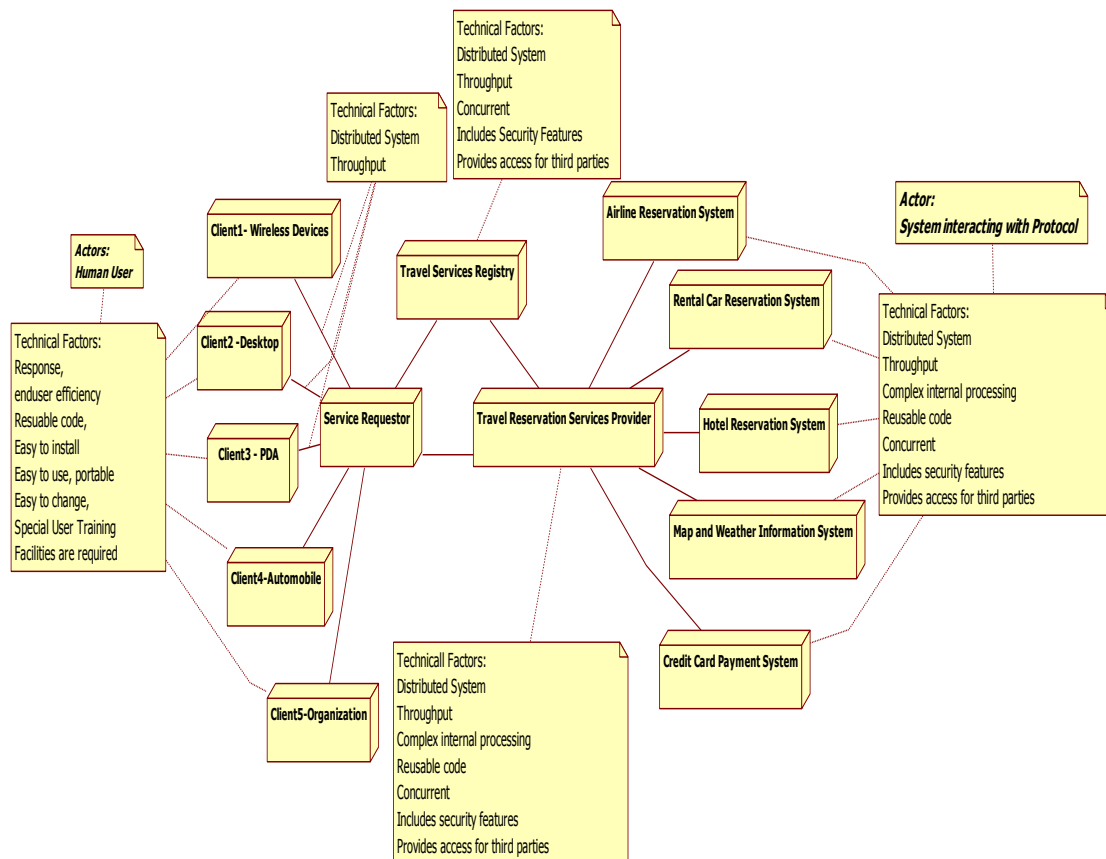 Technical Factors:
Distributed System
Throughput
Concurrent
Includes Security Features
Provides access for third parties
Technical Factors:
Distributed System
Throughput
Airline Reservation System
Actor:
System interacting with Protocol
Client1- Wireless Devices
Actors:
Human User
Travel Services Registry
Rental Car Reservation System
Technical Factors:
Distributed System
Throughput
Complex internal processing
Reusable code
Concurrent
Includes security features
Provides access for third parties
Technical Factors:
Response,
enduser efficiency
Resuable code,
Easy to install
Easy to use, portable
Easy to change,
Special User Training
Facilities are required
Client2 -Desktop
Service Requestor
Travel Reservation Services Provider
Hotel Reservation System
Client3 - PDA
Map and Weather Information System
Client4-Automobile
Credit Card Payment System
Client5-Organization
Technicall Factors:
Distributed System
Throughput
Complex internal processing
Reusable code
Concurrent
Includes security features
Provides access for third parties